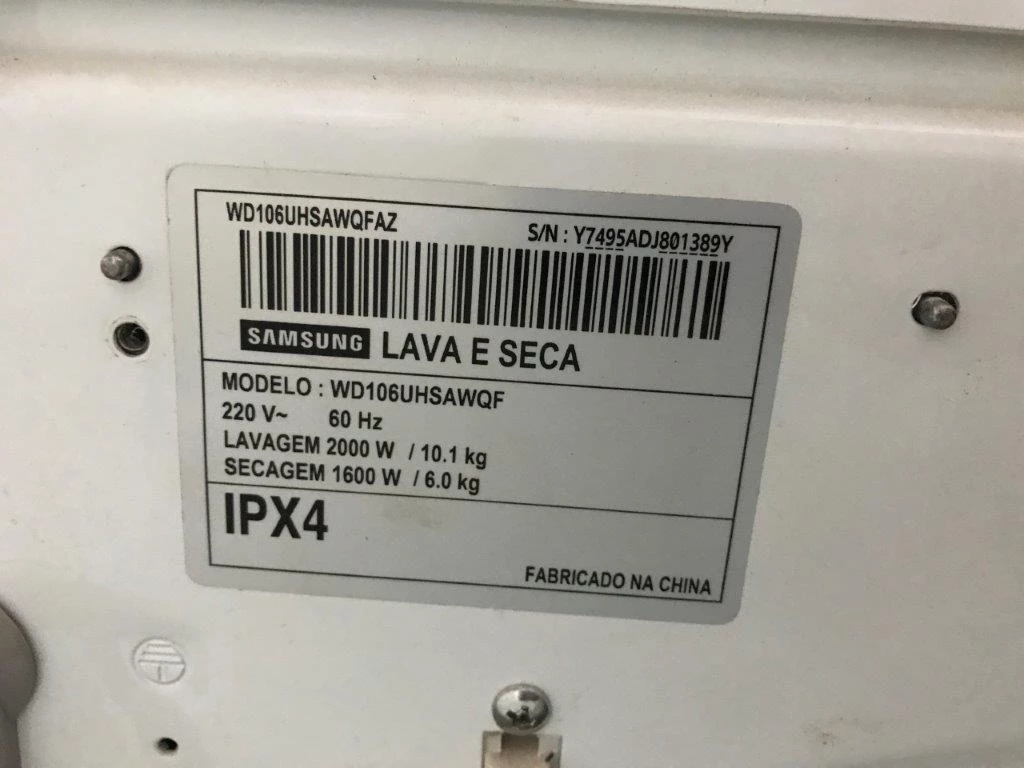 WD106UHSAWQFAZ
S/N : Y7495ADJ801389Y
SAMSUNG LAVA E SECA
MODELO : WD106UHSAWQF
220 V~ 60 Hz
LAVAGEM 2000 W / 10.1 kg
SECAGEM 1600 W / 6.0 kg
IPX4
FABRICADO NA CHINA